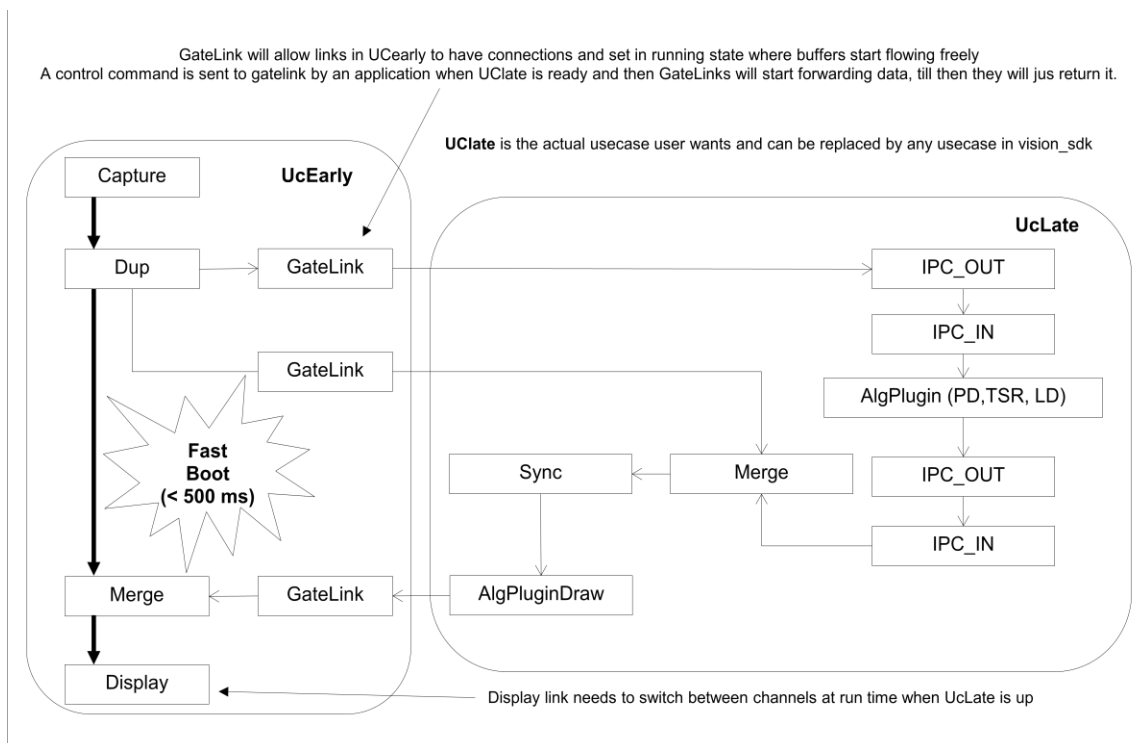 GateLink will allow links in UCearly to have connections and set in running state where buffers start flowing freely
A control command is sent to gatelink by an application when UClate is ready and then GateLinks will start forwarding data, till then they will jus return it.
UClate is the actual usecase user wants and can be replaced by any usecase in vision_sdk
Capture
UcEarly
UcLate
Dup
GateLink
IPC_OUT
IPC_IN
GateLink
AlgPlugin (PD,TSR, LD)
Fast
Boot
(< 500 ms)
Sync
Merge
IPC_OUT
IPC_IN
Merge
GateLink
AlgPluginDraw
Display
Display link needs to switch between channels at run time when UcLate is up